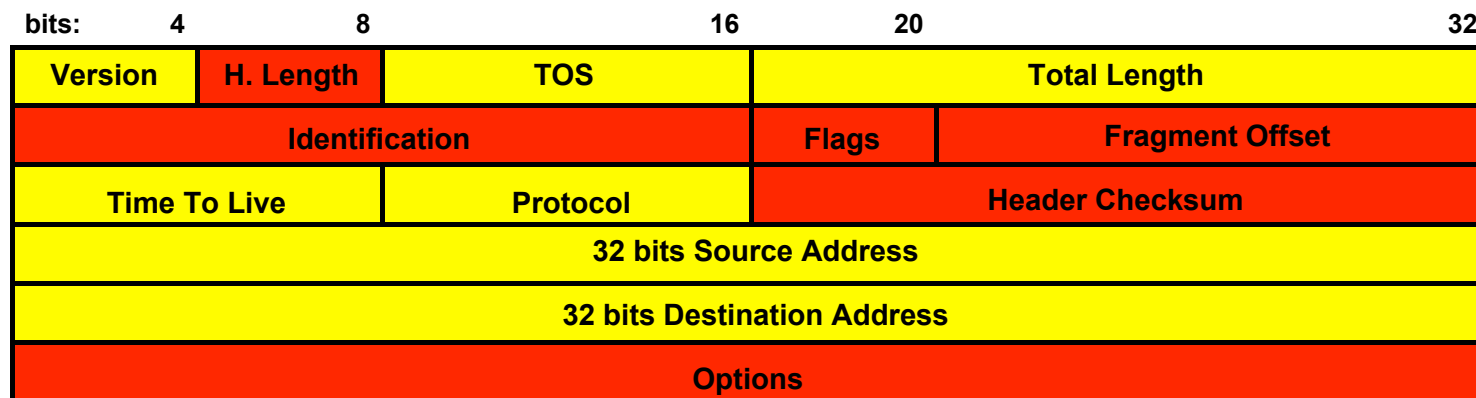 bits: 4 8 16 20 32
Version H. Length TOS Total Length
Identification Flags Fragment Offset
Time To Live Protocol Header Checksum
32 bits Source Address
32 bits Destination Address
Options